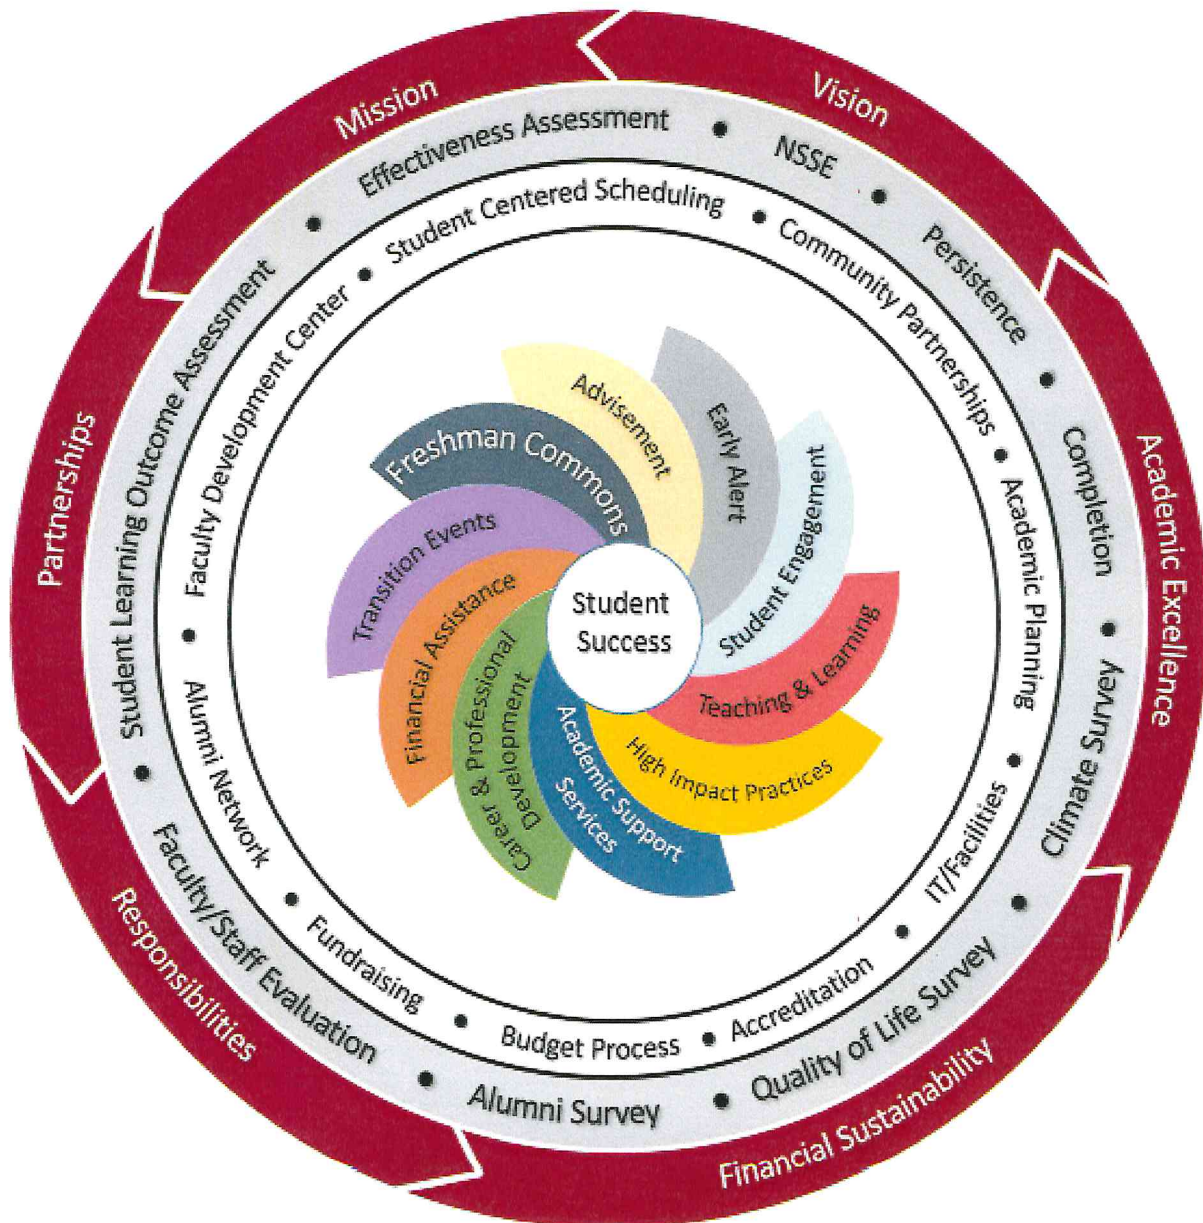 Mission
Vision
Academic Excellence
Financial Sustainability
Responsibilities
Partnerships
Effectiveness Assessment
NSSE
Persistence
Completion
Climate Survey
Quality of Life Survey
Alumni Survey
Faculty/Staff Evaluation
Student Learning Outcome Assessment
Student Centered Scheduling
Community Partnerships
Academic Planning
IT/Facilities
Accreditation
Budget Process
Fundraising
Alumni Network
Faculty Development Center
Freshman Commons
Advisement
Early Alert
Student Engagement
Teaching & Learning
High Impact Practices
Academic Support
Services
Career & Professional
Development
Financial Assistance
Transition Events
Student
Success